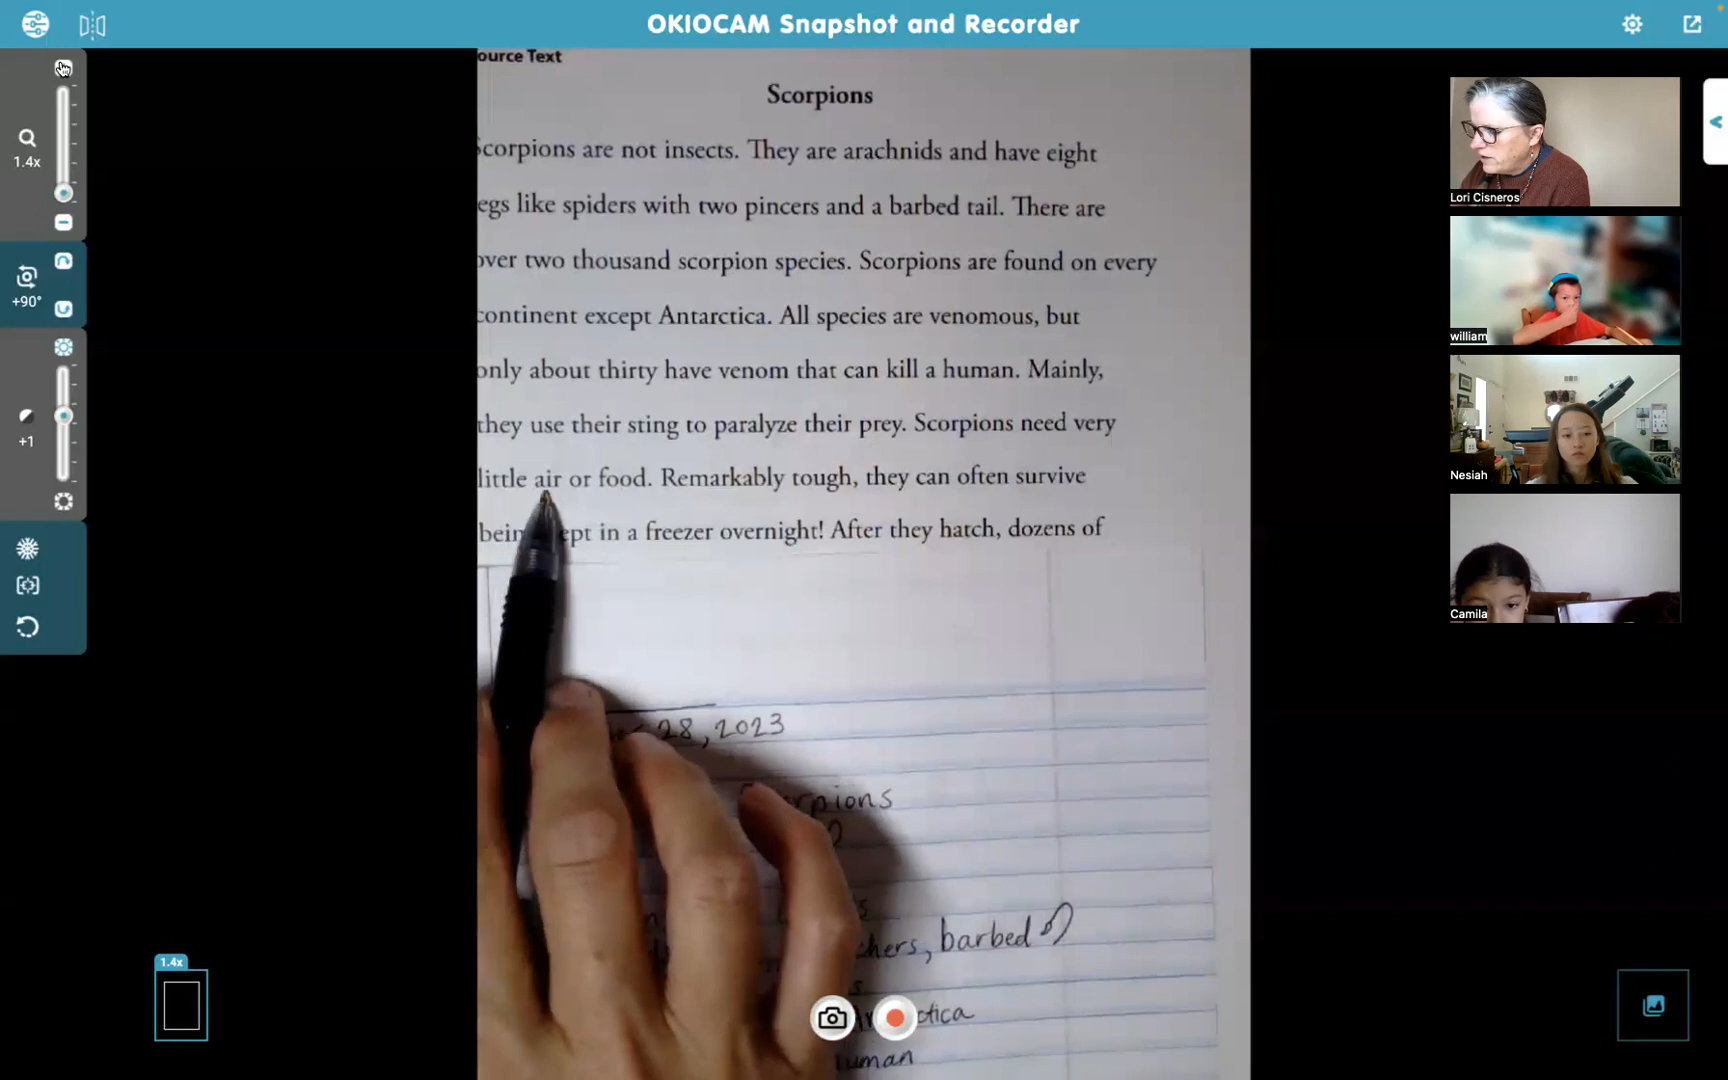 OKIOCAM Snapshot and Recorder
ource Text
Scorpions
Scorpions are not insects. They are arachnids and have eight
egs like spiders with two pincers and a barbed tail. There are
over two thousand scorpion species. Scorpions are found on every
continent except Antarctica. All species are venomous, but
only about thirty have venom that can kill a human. Mainly,
they use their sting to paralyze their prey. Scorpions need very
little air or food. Remarkably tough, they can often survive
bein ept in a freezer overnight! After they hatch, dozens of
28, 2023
rpions
chers, barbed
ctica
uman
1.4x
+90°
+1
1.4x
Lori Cisneros
william
Nesiah
Camila